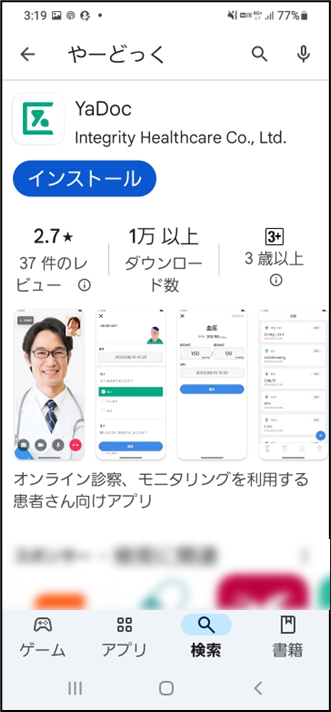 3:19
77%
やーどっく
YaDoc
Integrity Healthcare Co., Ltd.
インストール
2.7★
37 件のレ
ビュー
1万 以上
ダウンロー
ド数
3+
3 歳以上
血圧
オンライン診察、モニタリングを利用する
患者さん向けアプリ
ゲーム
アプリ
検索
書籍